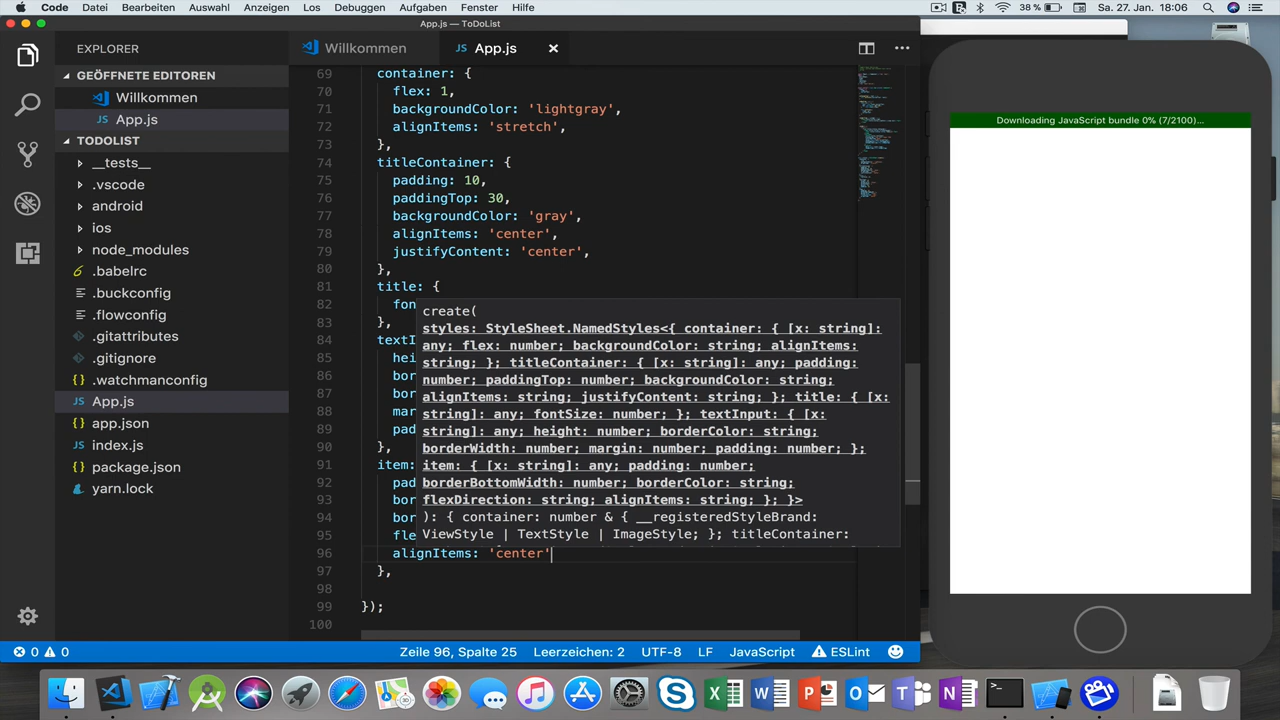 Code Datei Bearbeiten Auswahl Anzeigen Los Debuggen Aufgaben Fenster Hilfe 38 % Sa. 27. Jan. 18:06
App.js — ToDoList
EXPLORER
GEÖFFNETE EDITOREN
Willkommen
App.js
TODOLIST
__tests__
.vscode
android
ios
node_modules
.babelrc
.buckconfig
.flowconfig
.gitattributes
.gitignore
.watchmanconfig
App.js
app.json
index.js
package.json
yarn.lock
Willkommen
App.js
69 container: {
70 flex: 1,
71 backgroundColor: 'lightgray',
72 alignItems: 'stretch',
73 },
74 titleContainer: {
75 padding: 10,
76 paddingTop: 30,
77 backgroundColor: 'gray',
78 alignItems: 'center',
79 justifyContent: 'center',
80 },
81 title: {
82 fon
83 },
84 textI
85 hei
86 bor
87 bor
88 mar
89 pad
90 },
91 item:
92 pad
93 bor
94 bor
95 fle
96 alignItems: 'center'
97 },
98
99 });
100
create(
styles: StyleSheet.NamedStyles<{ container: { [x: string]:
any; flex: number; backgroundColor: string; alignItems:
string; }; titleContainer: { [x: string]: any; padding:
number; paddingTop: number; backgroundColor: string;
alignItems: string; justifyContent: string; }; title: { [x:
string]: any; fontSize: number; }; textInput: { [x:
string]: any; height: number; borderColor: string;
borderWidth: number; margin: number; padding: number; };
item: { [x: string]: any; padding: number;
borderBottomWidth: number; borderColor: string;
flexDirection: string; alignItems: string; }; }>
): { container: number & { __registeredStyleBrand:
ViewStyle | TextStyle | ImageStyle; }; titleContainer:
0 0 Zeile 96, Spalte 25 Leerzeichen: 2 UTF-8 LF JavaScript ESLint
Downloading JavaScript bundle 0% (7/2100)...